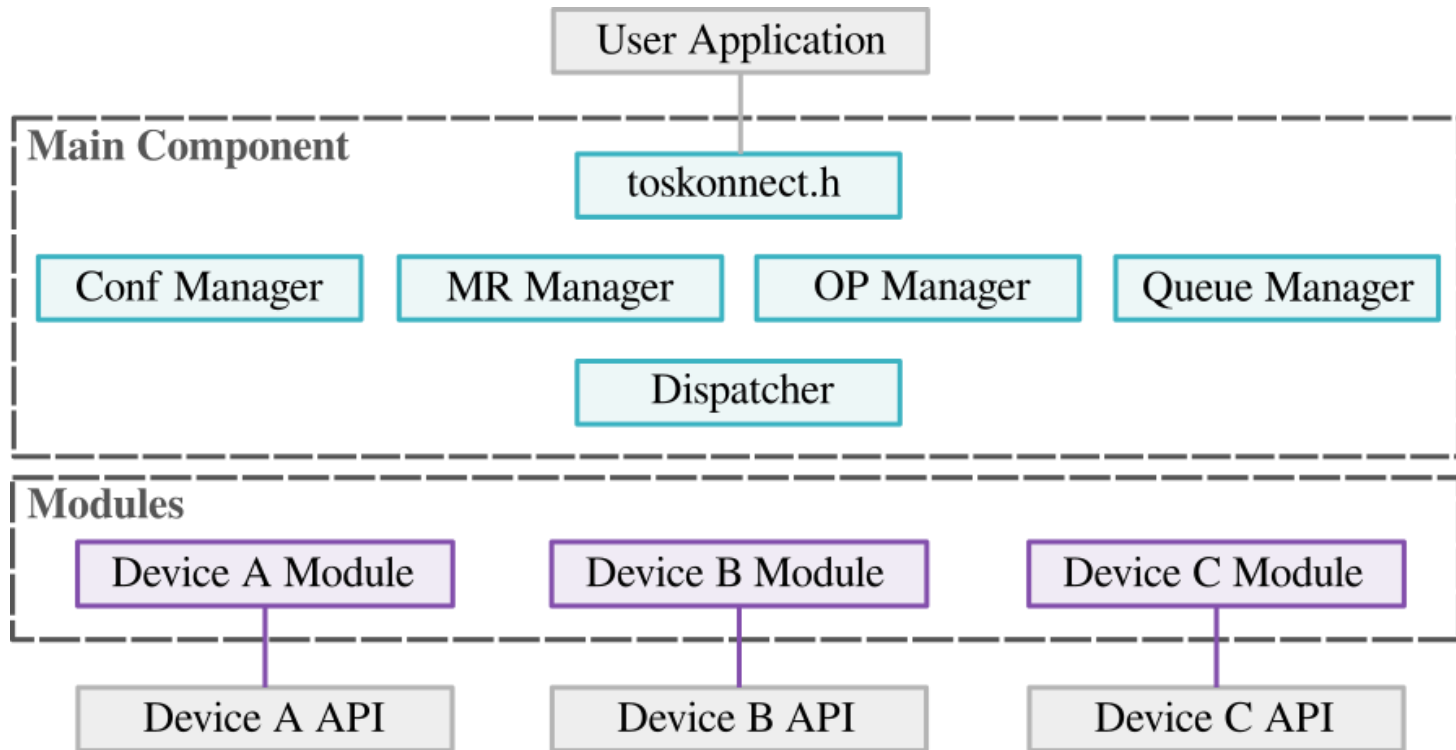 User Application
Main Component
toskonnect.h
Conf Manager
MR Manager
OP Manager
Queue Manager
Dispatcher
Modules
Device A Module
Device B Module
Device C Module
Device A API
Device B API
Device C API